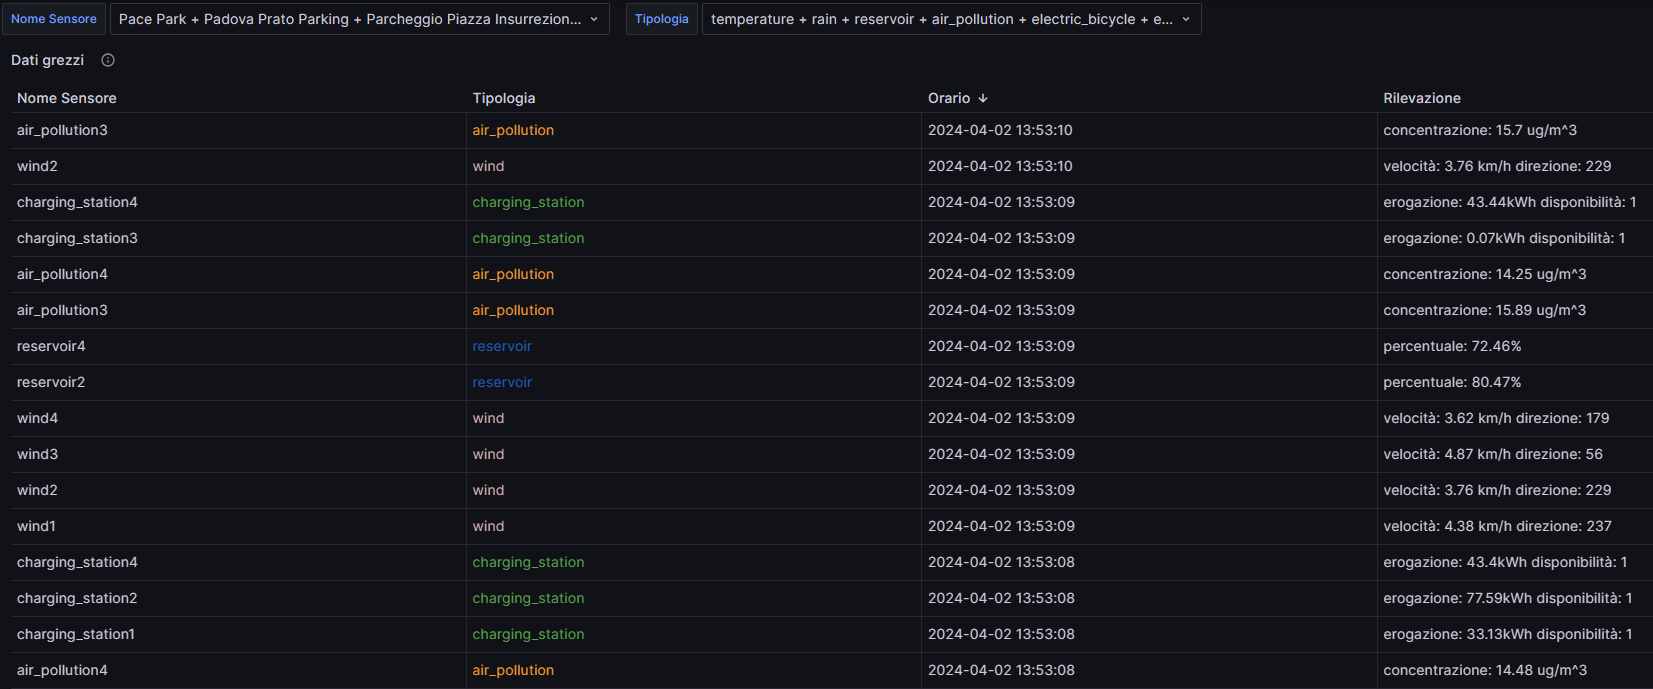 Nome Sensore Pace Park + Padova Prato Parking + Parcheggio Piazza Insurrezion... Tipologia temperature + rain + reservoir + air_pollution + electric_bicycle + e...
Dati grezzi
Nome Sensore Tipologia Orario ↓ Rilevazione
air_pollution3 air_pollution 2024-04-02 13:53:10 concentrazione: 15.7 ug/m^3
wind2 wind 2024-04-02 13:53:10 velocità: 3.76 km/h direzione: 229
charging_station4 charging_station 2024-04-02 13:53:09 erogazione: 43.44kWh disponibilità: 1
charging_station3 charging_station 2024-04-02 13:53:09 erogazione: 0.07kWh disponibilità: 1
air_pollution4 air_pollution 2024-04-02 13:53:09 concentrazione: 14.25 ug/m^3
air_pollution3 air_pollution 2024-04-02 13:53:09 concentrazione: 15.89 ug/m^3
reservoir4 reservoir 2024-04-02 13:53:09 percentuale: 72.46%
reservoir2 reservoir 2024-04-02 13:53:09 percentuale: 80.47%
wind4 wind 2024-04-02 13:53:09 velocità: 3.62 km/h direzione: 179
wind3 wind 2024-04-02 13:53:09 velocità: 4.87 km/h direzione: 56
wind2 wind 2024-04-02 13:53:09 velocità: 3.76 km/h direzione: 229
wind1 wind 2024-04-02 13:53:09 velocità: 4.38 km/h direzione: 237
charging_station4 charging_station 2024-04-02 13:53:08 erogazione: 43.4kWh disponibilità: 1
charging_station2 charging_station 2024-04-02 13:53:08 erogazione: 77.59kWh disponibilità: 1
charging_station1 charging_station 2024-04-02 13:53:08 erogazione: 33.13kWh disponibilità: 1
air_pollution4 air_pollution 2024-04-02 13:53:08 concentrazione: 14.48 ug/m^3